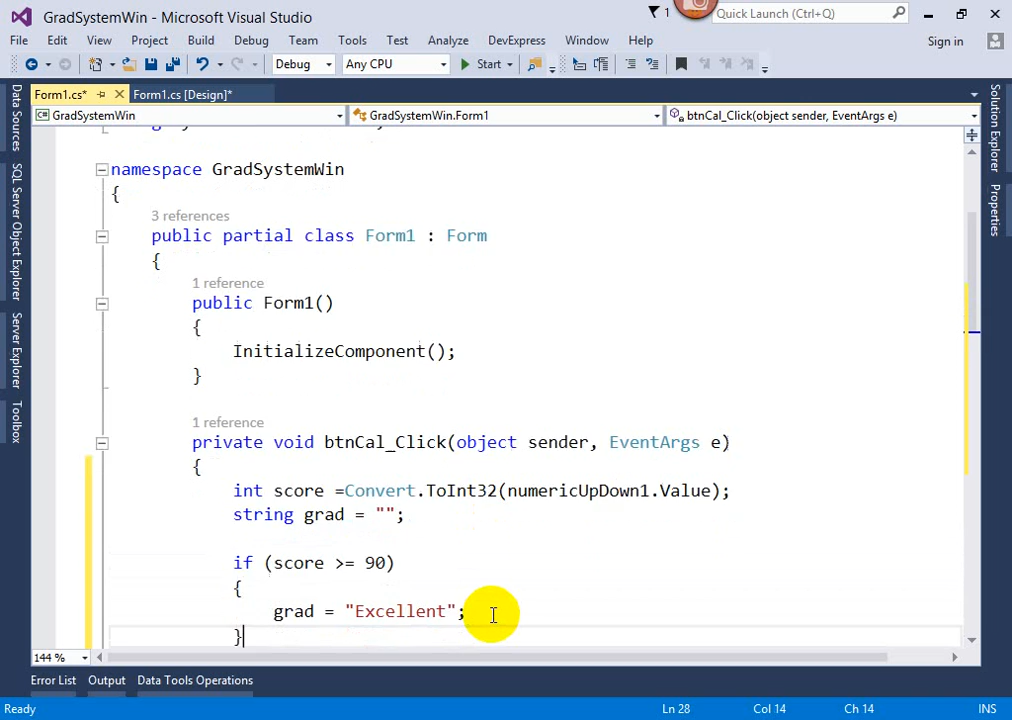 GradSystemWin - Microsoft Visual Studio
1
Quick Launch (Ctrl+Q)
File Edit View Project Build Debug Team Tools Test Analyze DevExpress Window Help
Sign in
Debug
Any CPU
Start
Form1.cs*
Form1.cs [Design]*
GradSystemWin
GradSystemWin.Form1
btnCal_Click(object sender, EventArgs e)
Data Sources
SQL Server Object Explorer
Server Explorer
Toolbox
Solution Explorer
Properties
namespace GradSystemWin
{
3 references
public partial class Form1 : Form
{
1 reference
public Form1()
{
InitializeComponent();
}
1 reference
private void btnCal_Click(object sender, EventArgs e)
{
int score =Convert.ToInt32(numericUpDown1.Value);
string grad = "";
if (score >= 90)
{
grad = "Excellent";
}
144 %
Error List Output Data Tools Operations
Ready
Ln 28
Col 14
Ch 14
INS